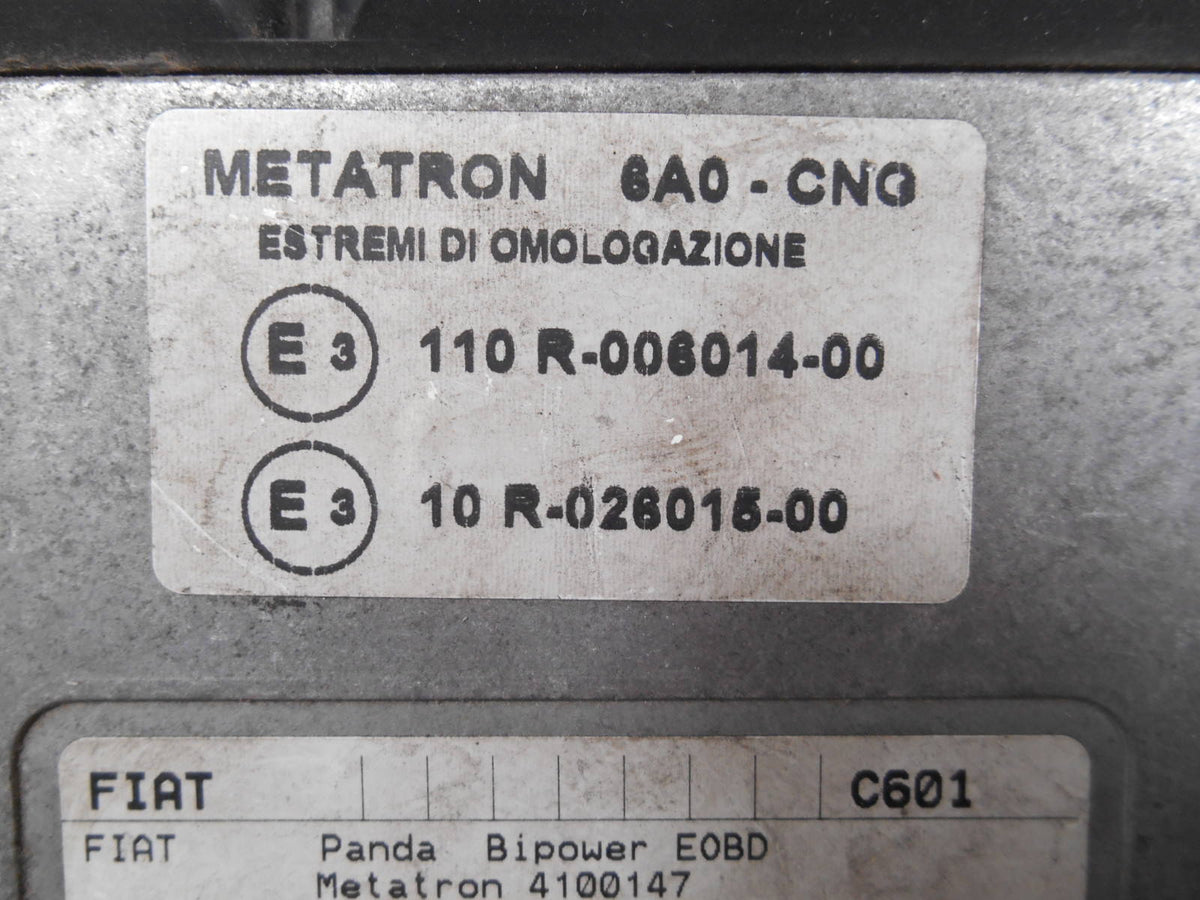 METATRON 6A0 - CNG
ESTREMI DI OMOLOGAZIONE
E 3 110 R-006014-00
E 3 10 R-026015-00
FIAT C601
FIAT Panda Bipower EOBD
Metatron 4100147